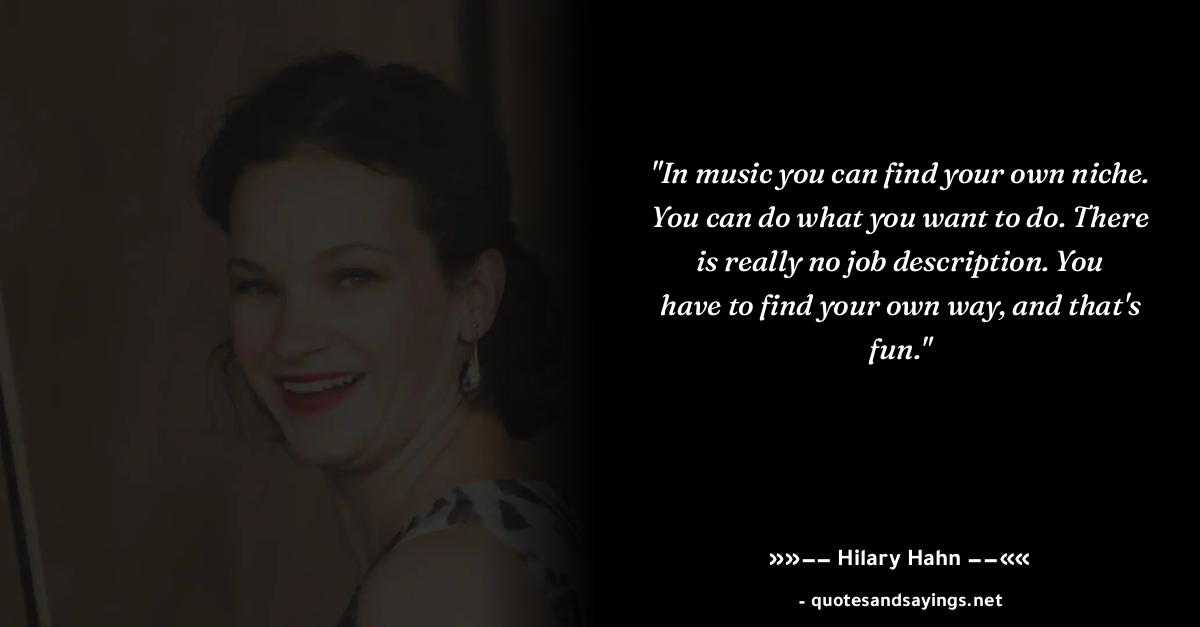 "In music you can find your own niche.
You can do what you want to do. There
is really no job description. You
have to find your own way, and that's
fun."
»»−− Hilary Hahn −−««
- quotesandsayings.net